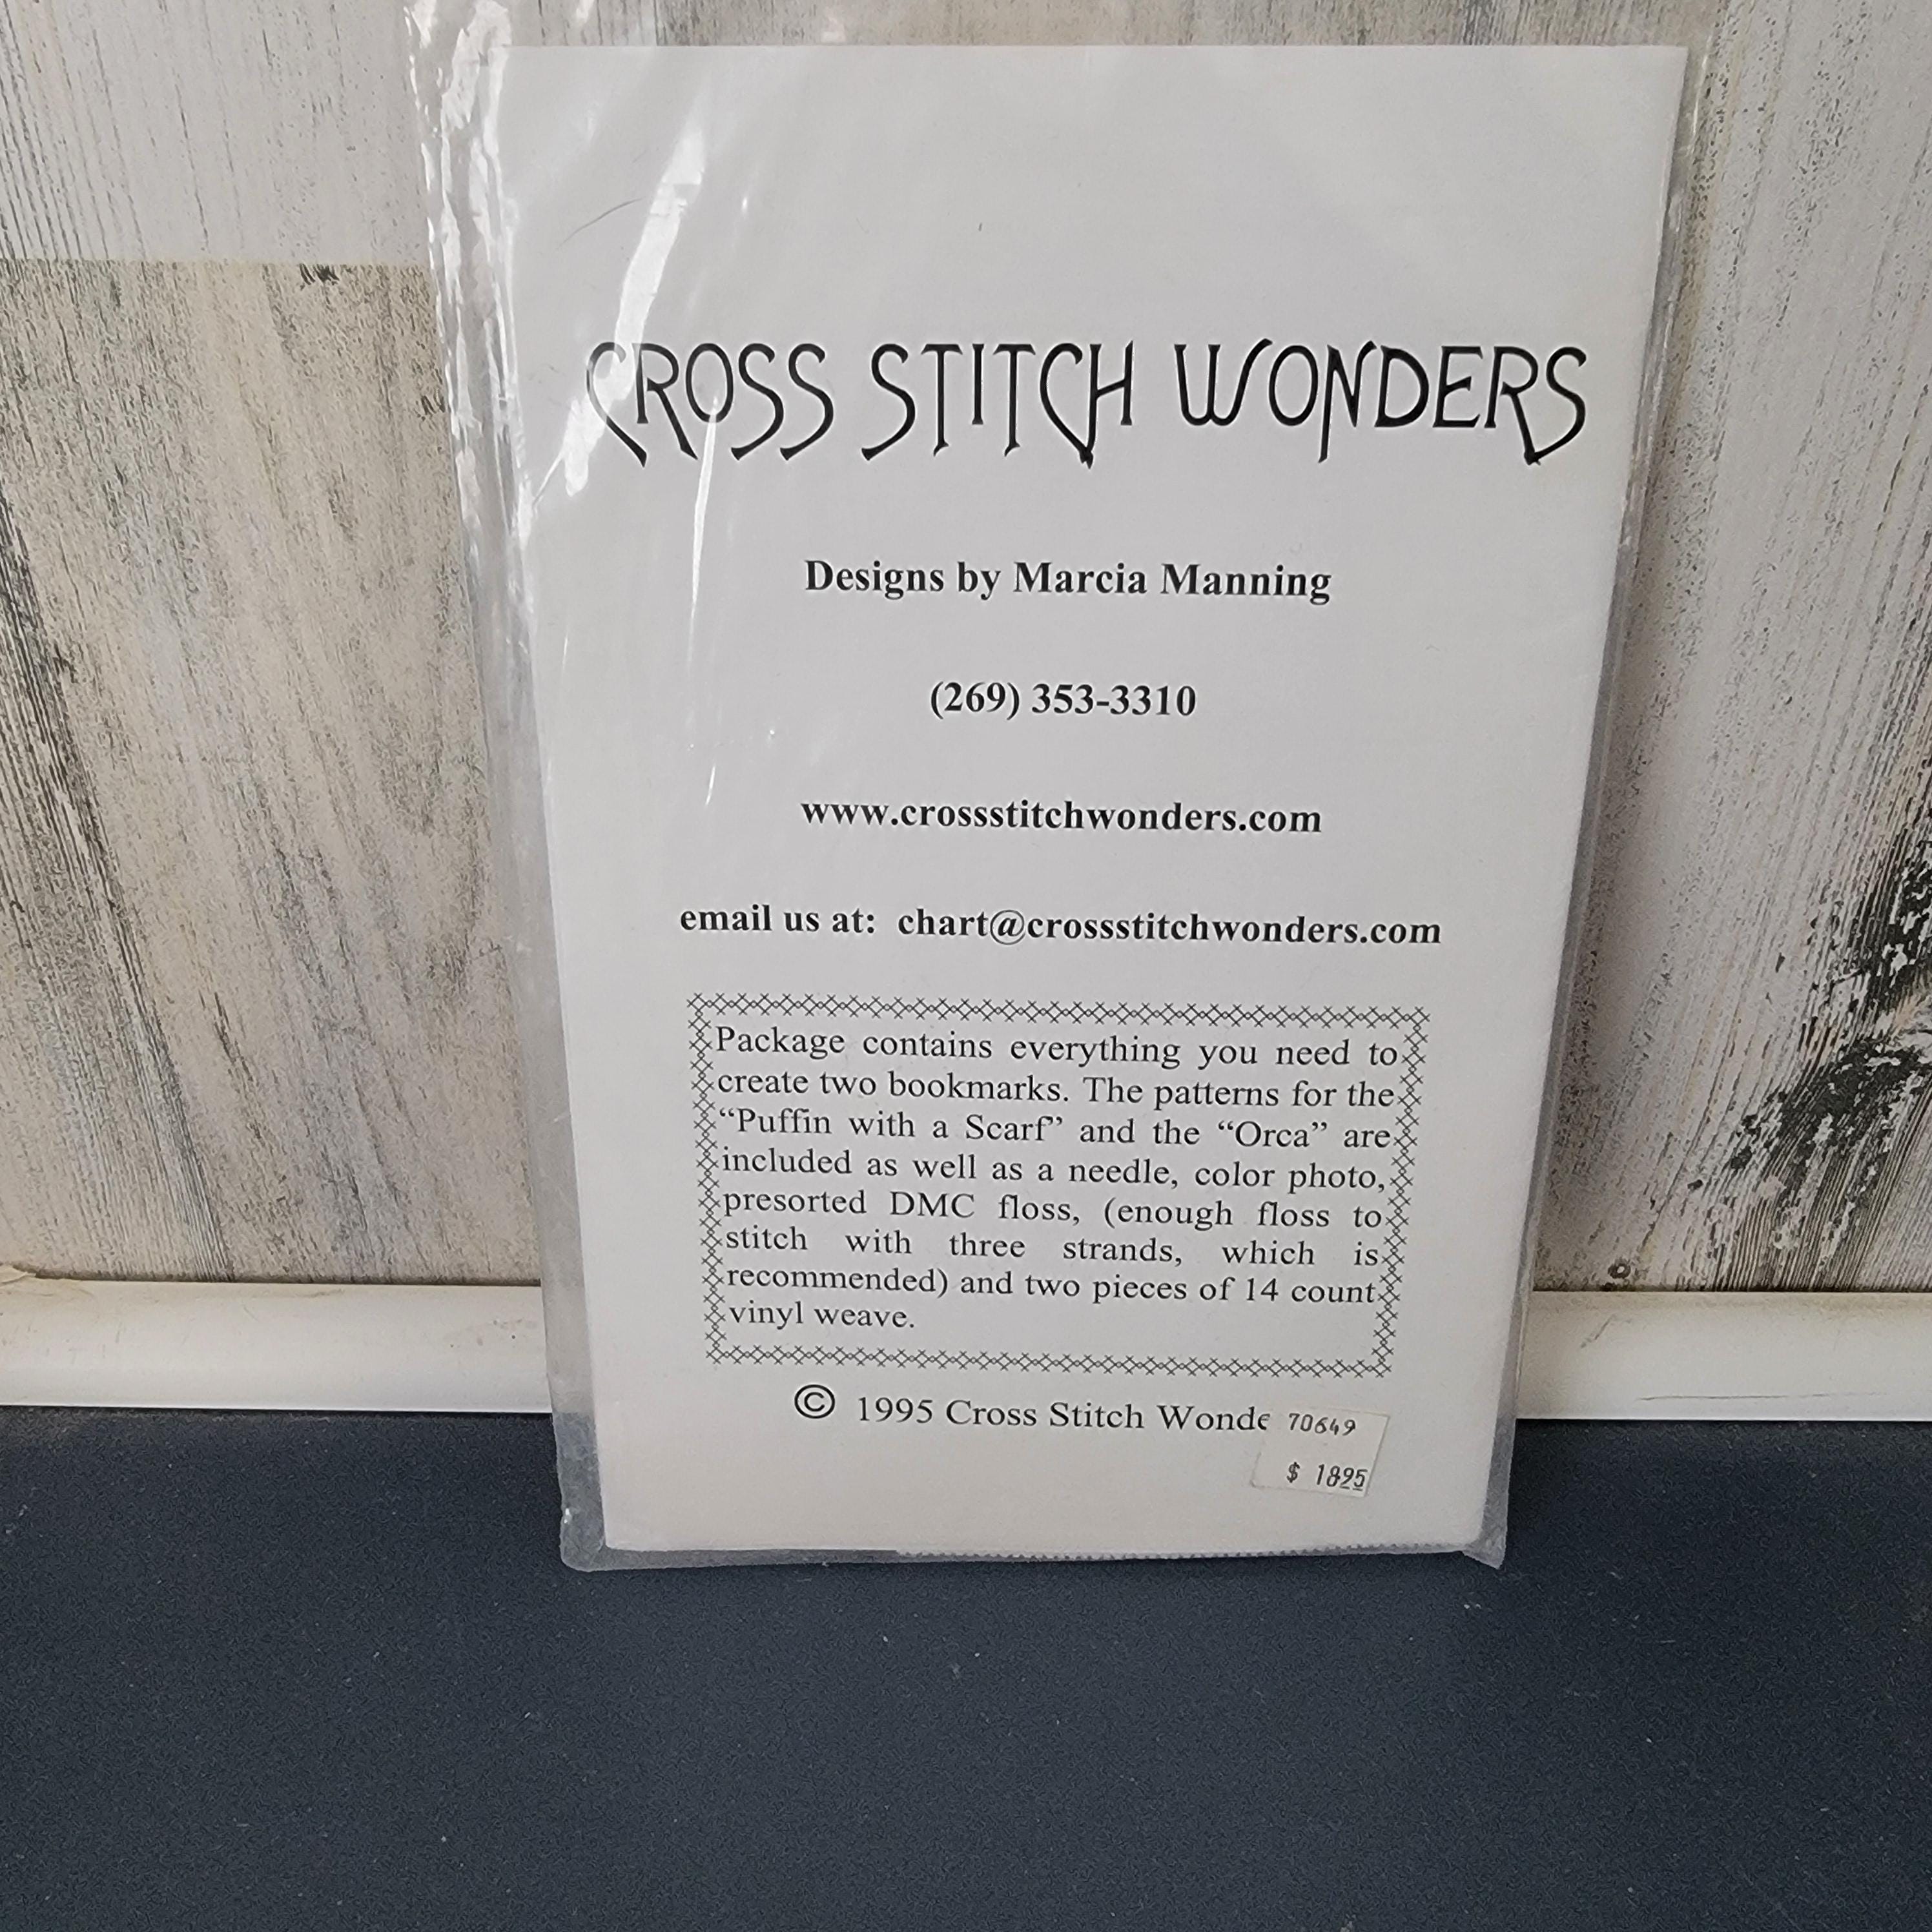 CROSS STITCH WONDERS
Designs by Marcia Manning
(269) 353-3310
www.crossstitchwonders.com
email us at: chart@crossstitchwonders.com
Package contains everything you need to
create two bookmarks. The patterns for the
“Puffin with a Scarf” and the “Orca” are
included as well as a needle, color photo,
presorted DMC floss, (enough floss to
stitch with three strands, which is
recommended) and two pieces of 14 count
vinyl weave.
© 1995 Cross Stitch Wonde
70649
$ 1895